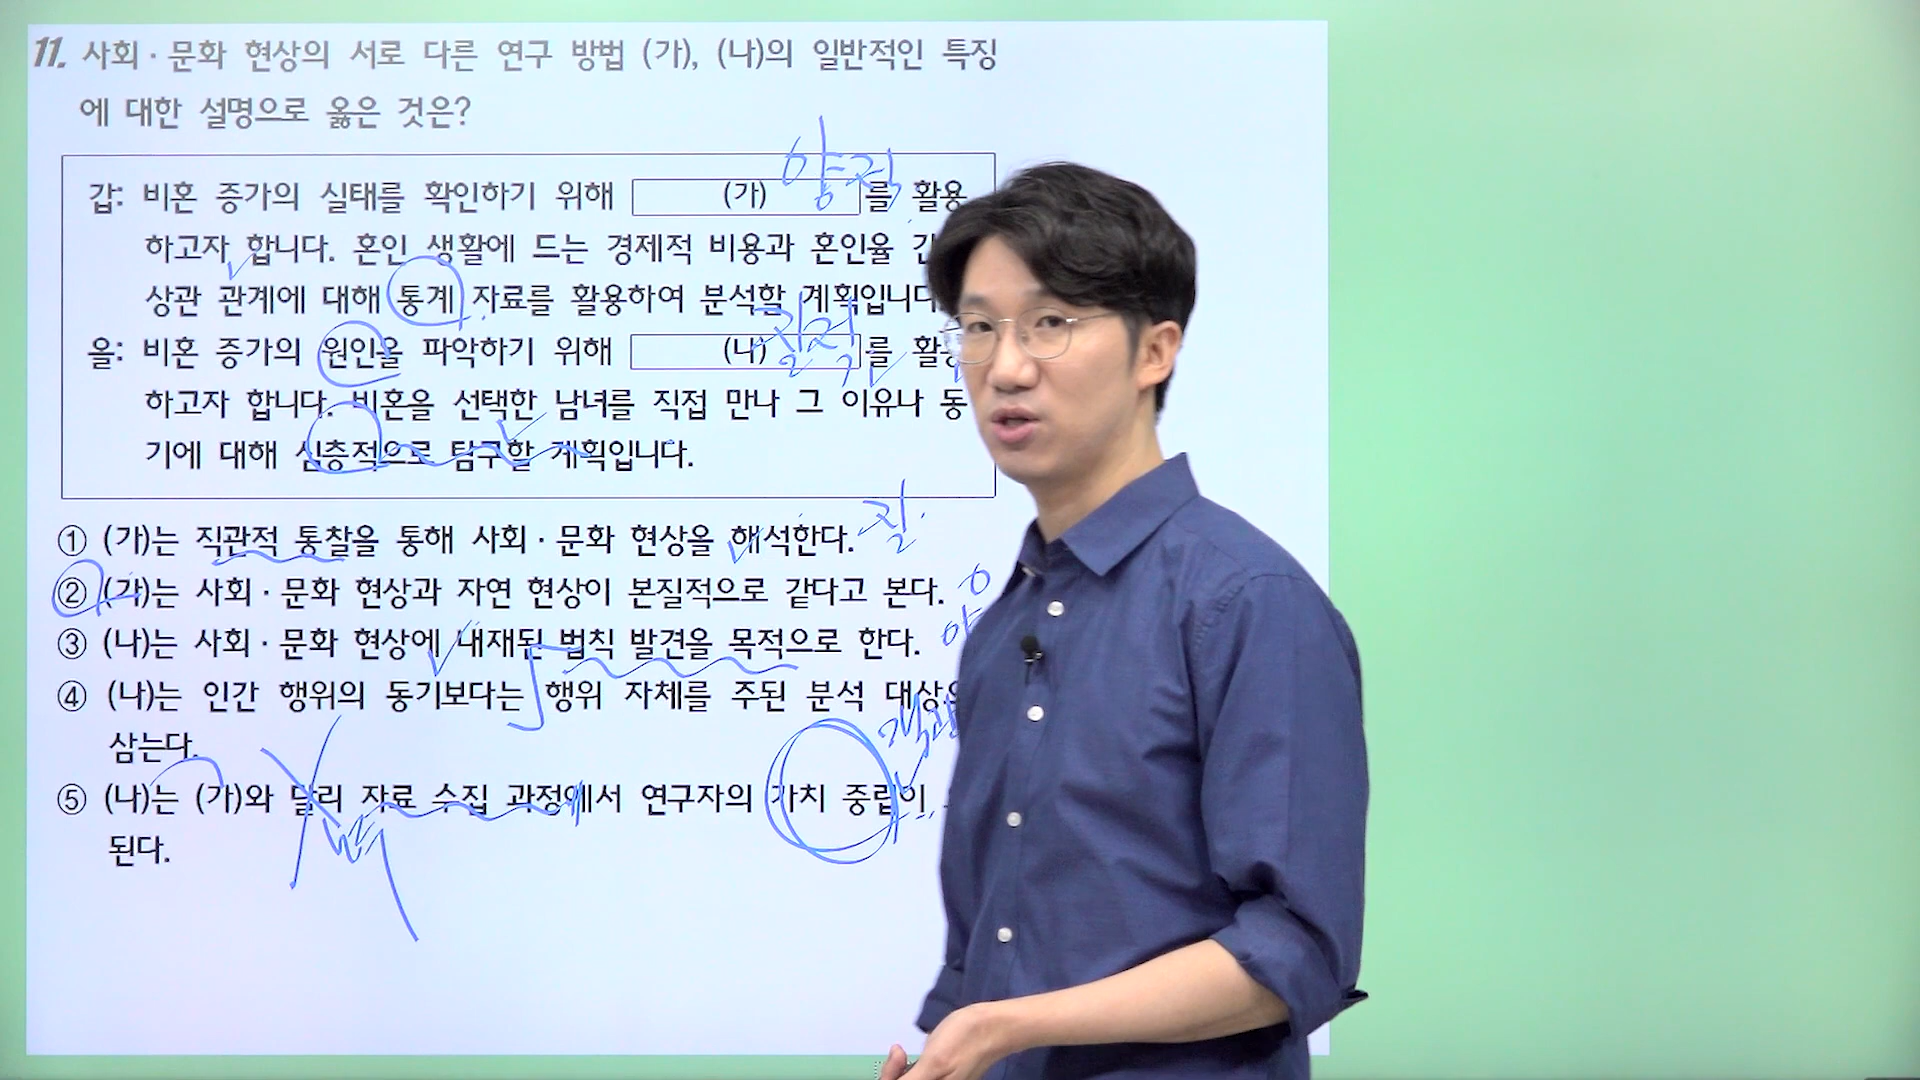 11. 사회·문화 현상의 서로 다른 연구 방법 (가), (나)의 일반적인 특징
에 대한 설명으로 옳은 것은?
양적
갑: 비혼 증가의 실태를 확인하기 위해 (가) 를 활용
하고자 합니다. 혼인 생활에 드는 경제적 비용과 혼인율
상관 관계에 대해 통계 자료를 활용하여 분석할 계획입니다
질적
을: 비혼 증가의 원인을 파악하기 위해 (나) 를
하고자 합니다. 비혼을 선택한 남녀를 직접 만나 그 이유나 동
기에 대해 심층적으로 탐구할 계획입니다.
① (가)는 직관적 통찰을 통해 사회·문화 현상을 해석한다. 질
② (가)는 사회·문화 현상과 자연 현상이 본질적으로 같다고 본다.
③ (나)는 사회·문화 현상에 내재된 법칙 발견을 목적으로 한다.
④ (나)는 인간 행위의 동기보다는 행위 자체를 주된 분석
삼는다.
⑤ (나)는 (가)와 달리 자료 수집 과정에서 연구자의 가치 중립이
된다.